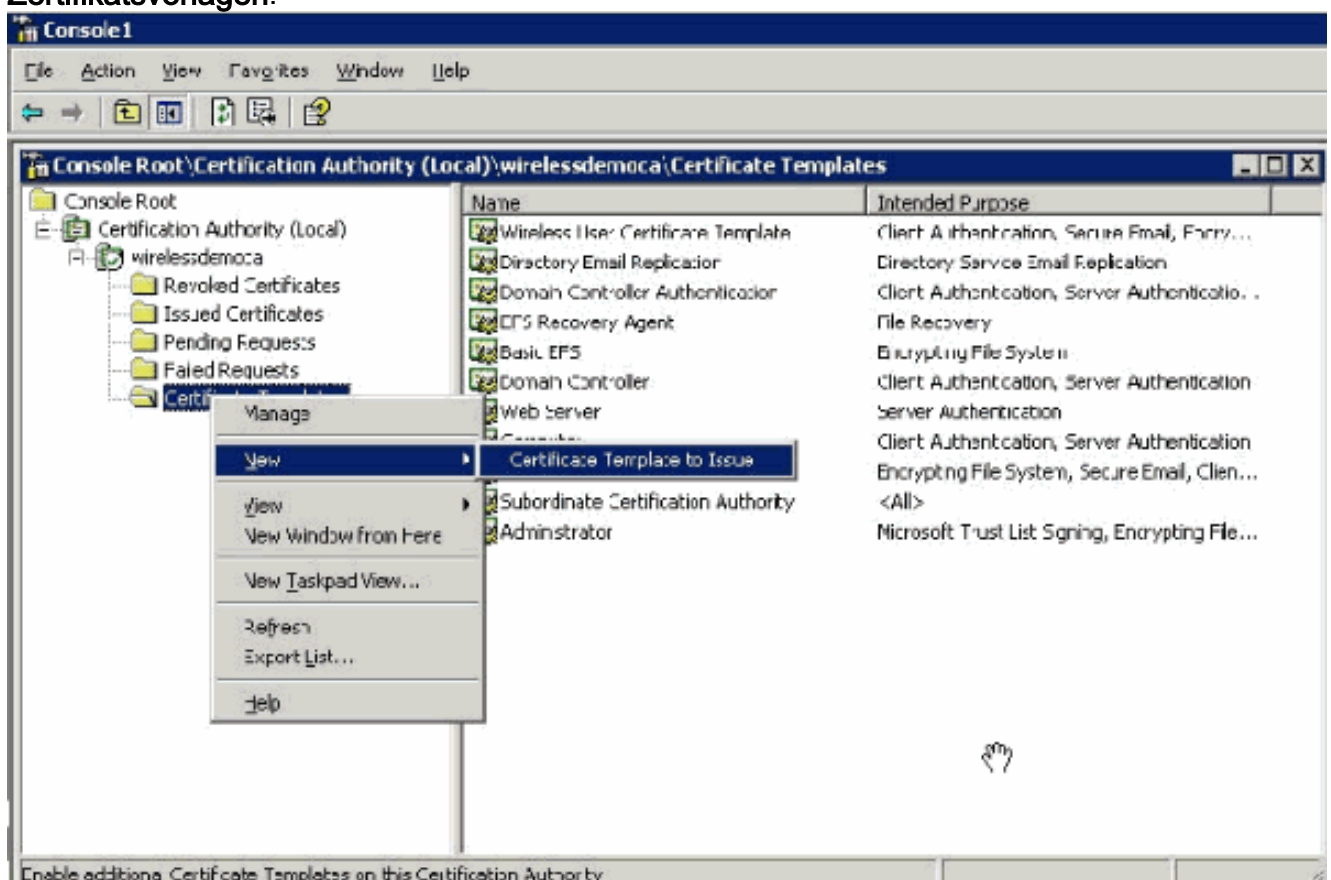 Zertifikatsvorlagen.
Console1
File Action View Favorites Window Help
Console Root\Certification Authority (Local)\wirelessdemoca\Certificate Templates
Console Root
Certification Authority (Local)
wirelessdemoca
Revoked Certificates
Issued Certificates
Pending Requests
Failed Requests
Name Intended Purpose
Wireless User Certificate Template Client Authentication, Secure Email, Encry...
Directory Email Replication Directory Service Email Replication
Domain Controller Authentication Client Authentication, Server Authenticatio...
EFS Recovery Agent File Recovery
Basic EFS Encrypting File System
Domain Controller Client Authentication, Server Authentication
Web Server Server Authentication
Computer Client Authentication, Server Authentication
Encrypting File System, Secure Email, Clien...
Subordinate Certification Authority <All>
Administrator Microsoft Trust List Signing, Encrypting File...
Manage
New
Certificate Template to Issue
View
New Window from Here
New Taskpad View...
Refresh
Export List...
Help
Enable additional Certificate Templates on this Certification Authority